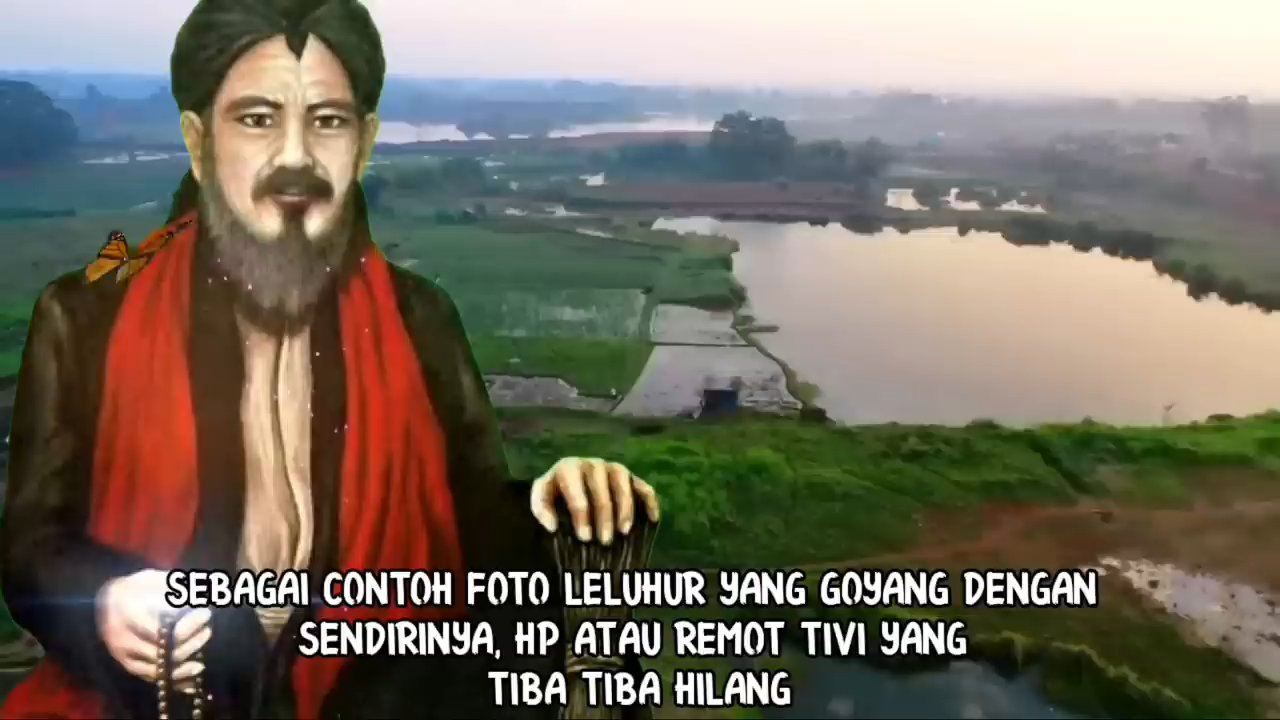 SEBAGAI CONTOH FOTO LELUHUR YANG GOYANG DENGAN
SENDIRINYA, HP ATAU REMOT TIVI YANG
TIBA TIBA HILANG